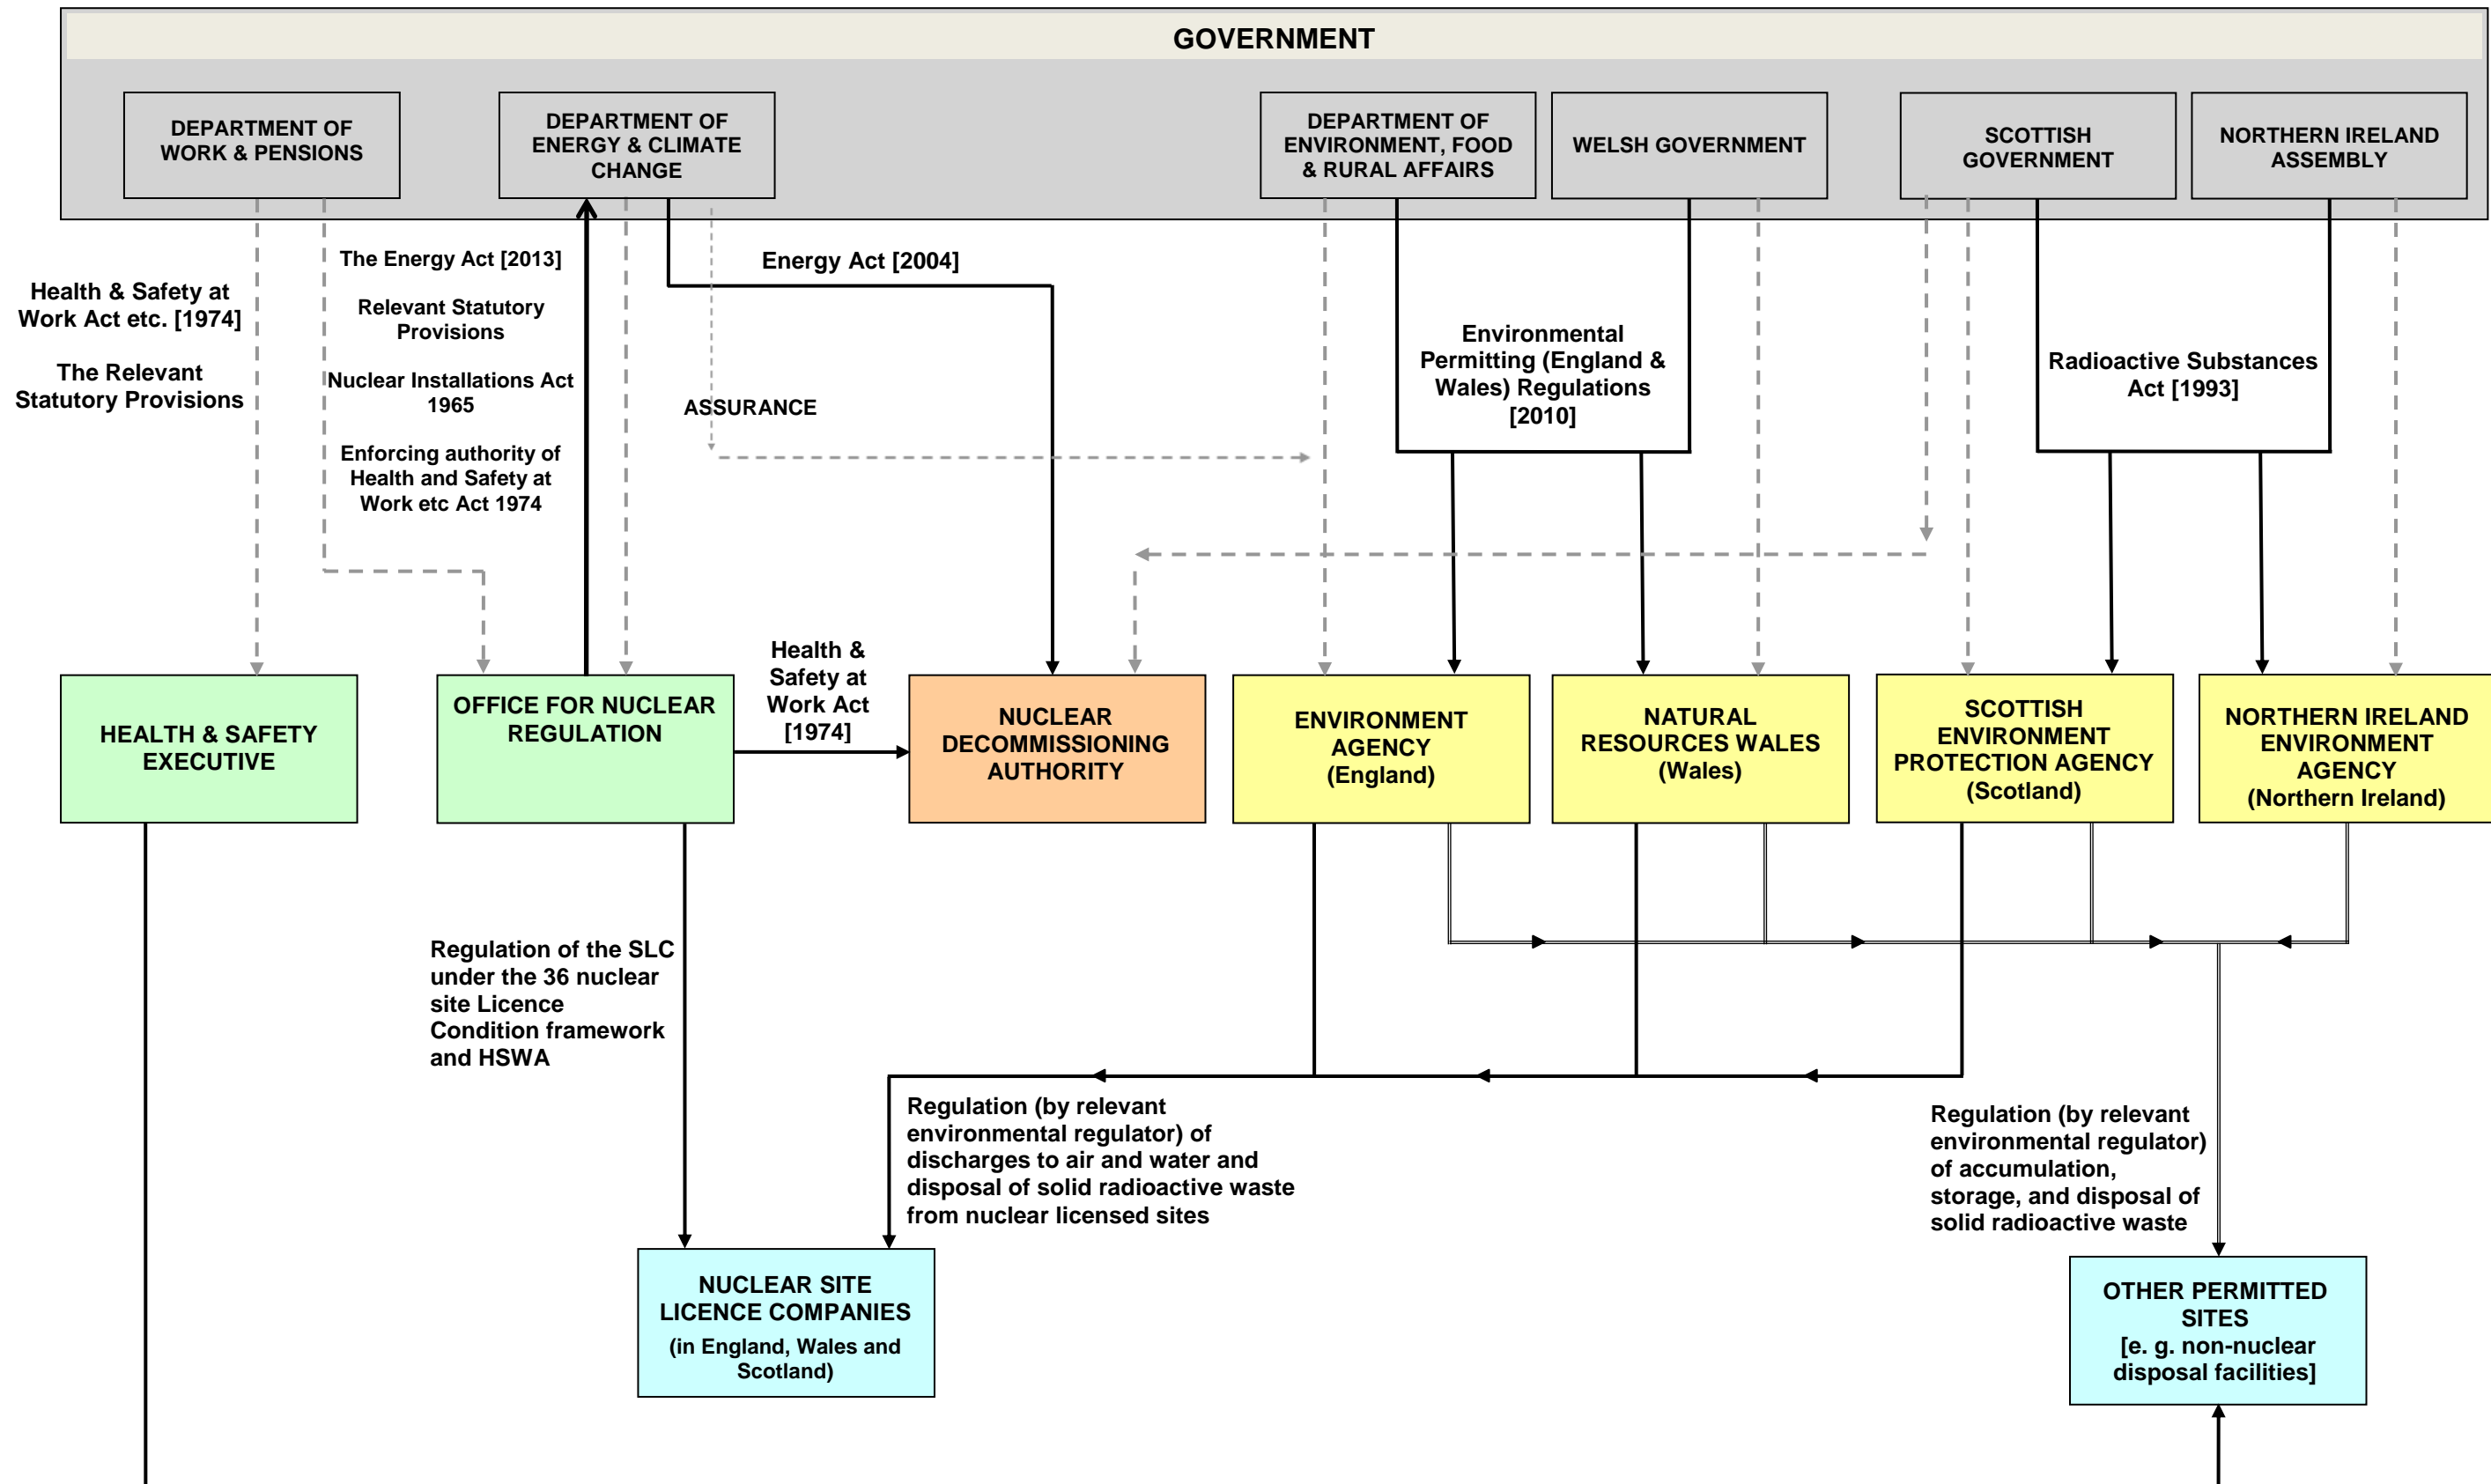 GOVERNMENT
DEPARTMENT OF
WORK & PENSIONS
DEPARTMENT OF
ENERGY & CLIMATE
CHANGE
DEPARTMENT OF
ENVIRONMENT, FOOD
& RURAL AFFAIRS
WELSH GOVERNMENT
SCOTTISH
GOVERNMENT
NORTHERN IRELAND
ASSEMBLY
Health & Safety at
Work Act etc. [1974]
The Relevant
Statutory Provisions
The Energy Act [2013]
Relevant Statutory
Provisions
Nuclear Installations Act
1965
Enforcing authority of
Health and Safety at
Work etc Act 1974
Energy Act [2004]
ASSURANCE
Environmental
Permitting (England &
Wales) Regulations
[2010]
Radioactive Substances
Act [1993]
Health &
Safety at
Work Act
[1974]
HEALTH & SAFETY
EXECUTIVE
OFFICE FOR NUCLEAR
REGULATION
NUCLEAR
DECOMMISSIONING
AUTHORITY
ENVIRONMENT
AGENCY
(England)
NATURAL
RESOURCES WALES
(Wales)
SCOTTISH
ENVIRONMENT
PROTECTION AGENCY
(Scotland)
NORTHERN IRELAND
ENVIRONMENT
AGENCY
(Northern Ireland)
Regulation of the SLC
under the 36 nuclear
site Licence
Condition framework
and HSWA
Regulation (by relevant
environmental regulator) of
discharges to air and water and
disposal of solid radioactive waste
from nuclear licensed sites
Regulation (by relevant
environmental regulator)
of accumulation,
storage, and disposal of
solid radioactive waste
NUCLEAR SITE
LICENCE COMPANIES
(in England, Wales and
Scotland)
OTHER PERMITTED
SITES
[e. g. non-nuclear
disposal facilities]